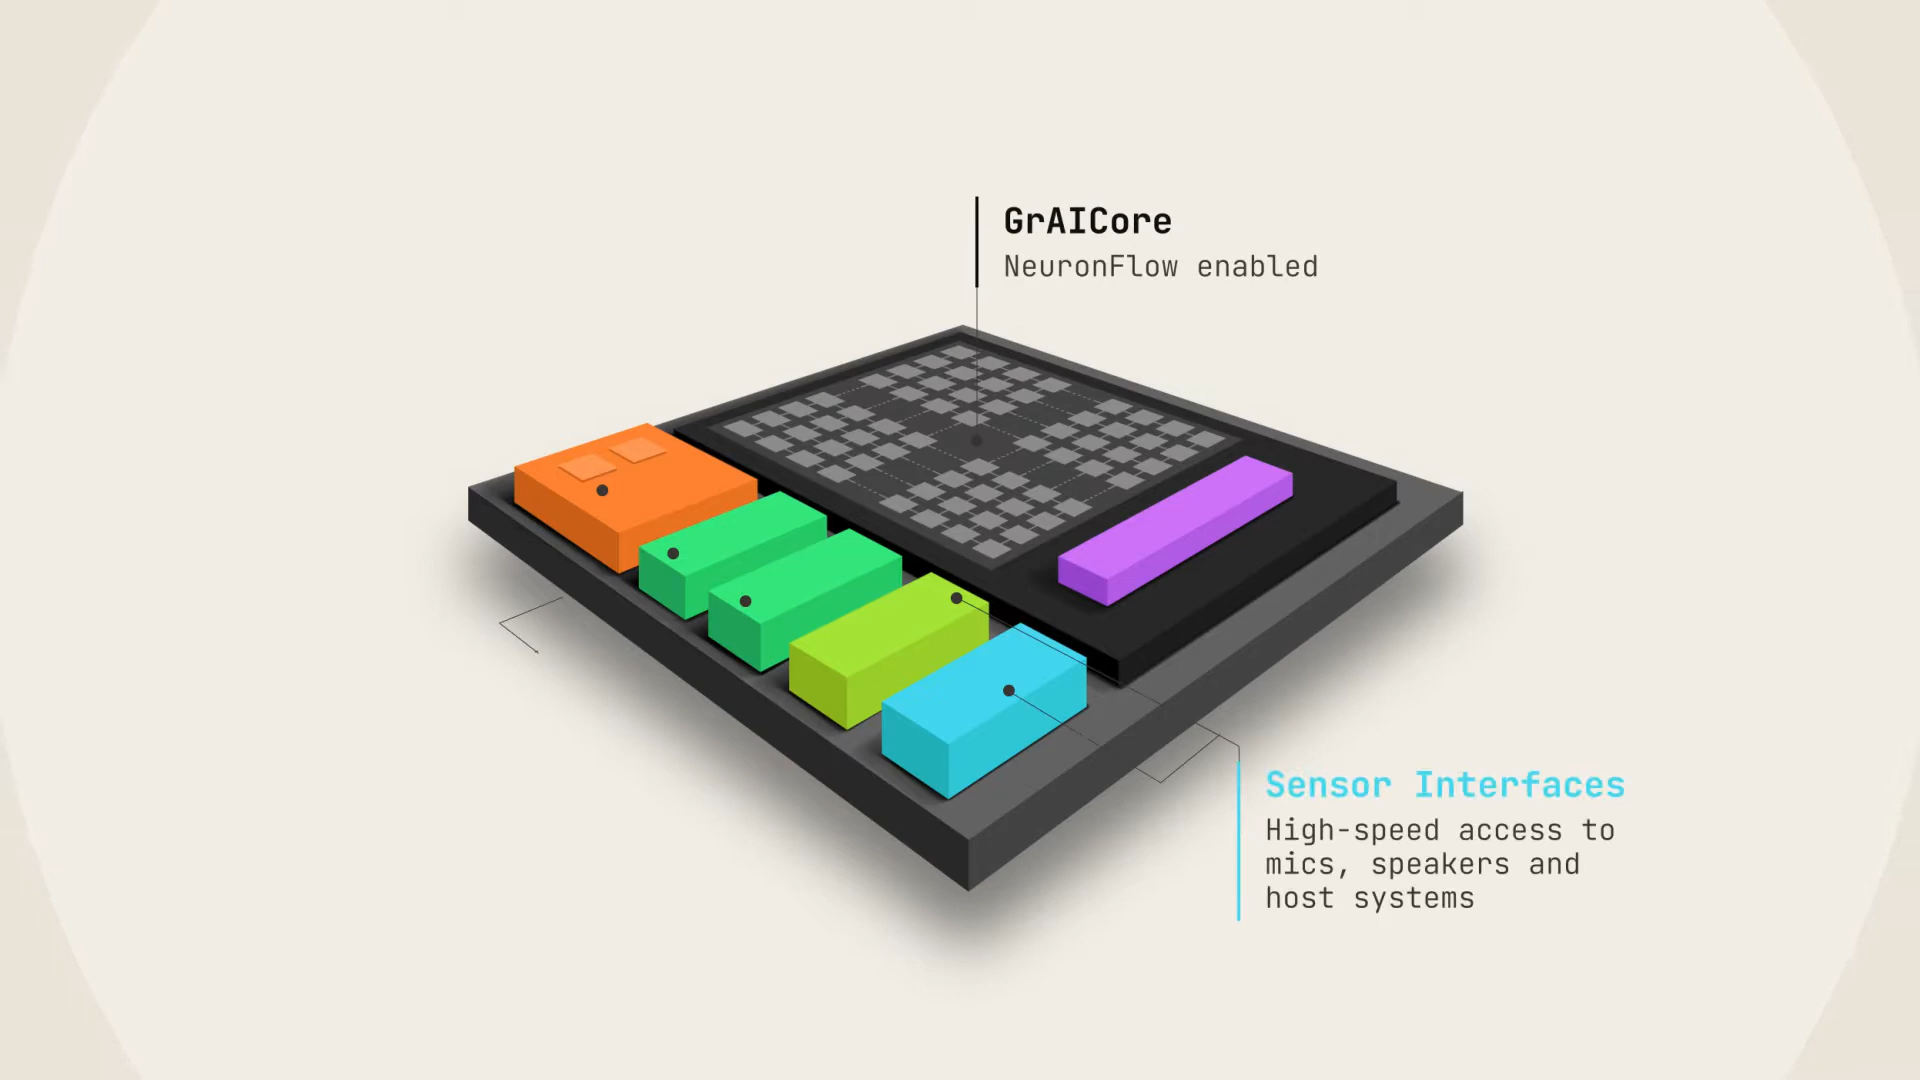 GrAICore
NeuronFlow enabled
Sensor Interfaces
High-speed access to
mics, speakers and
host systems